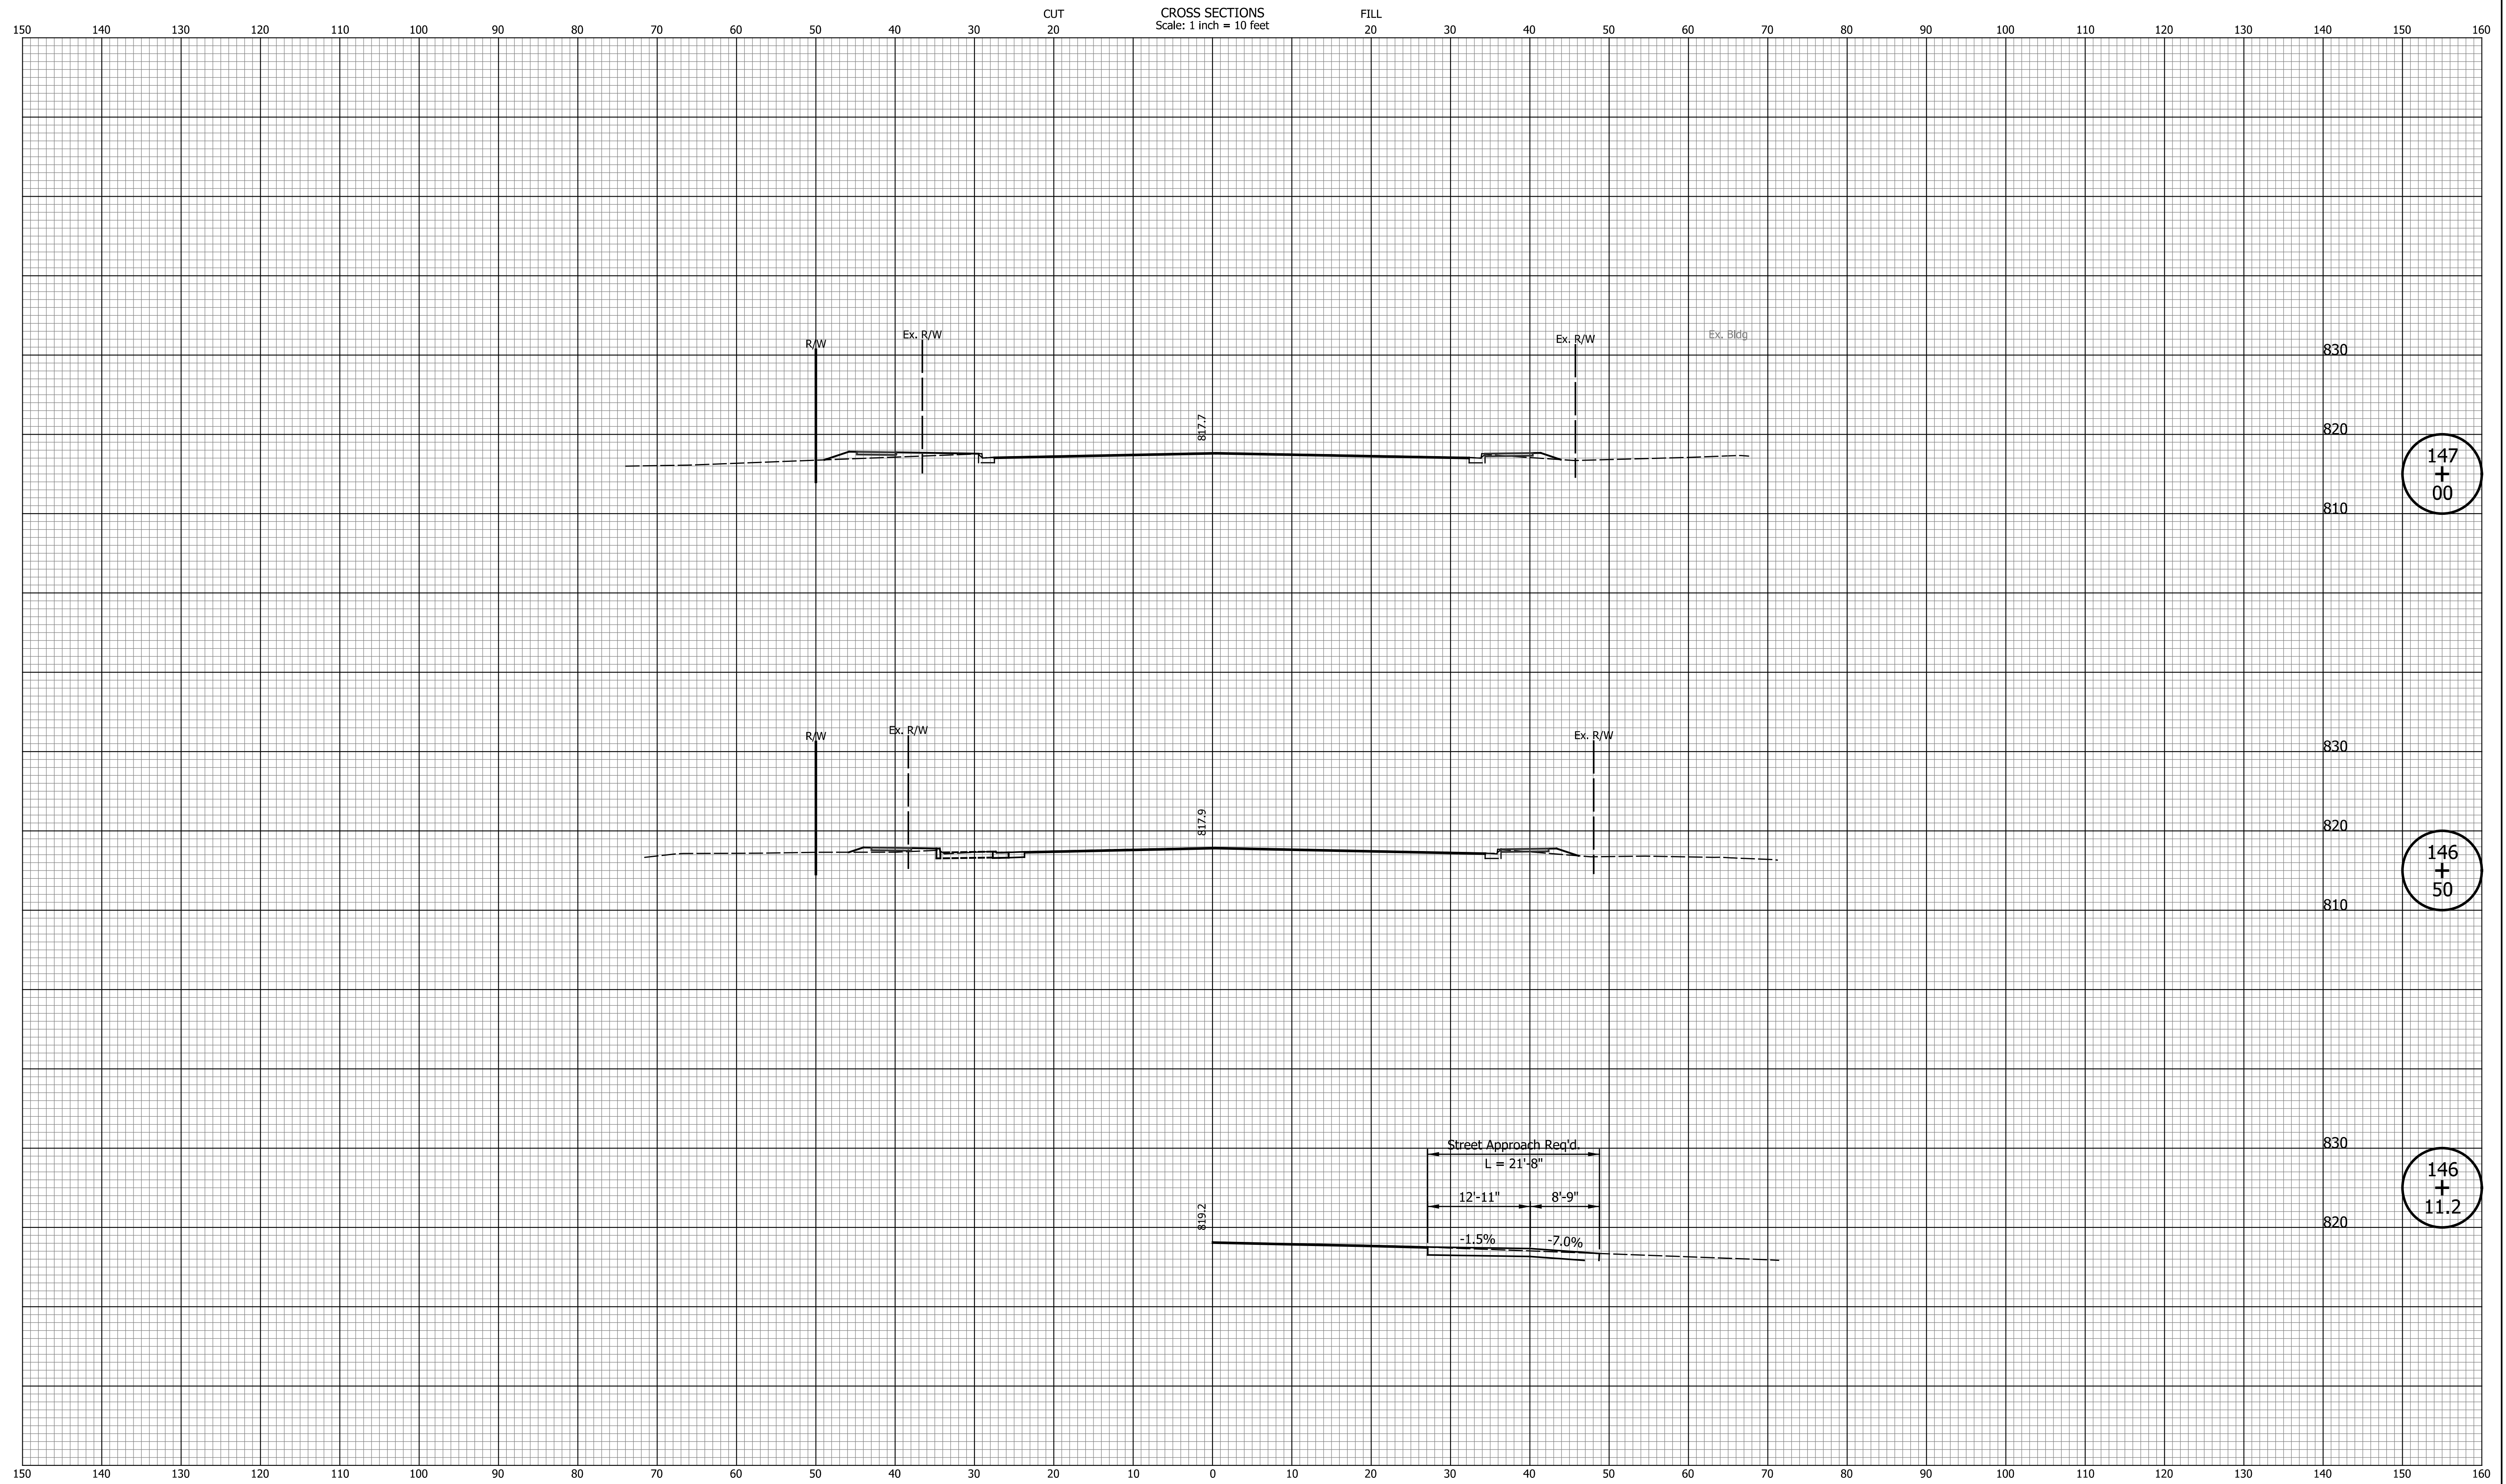 CUT CROSS SECTIONS FILL
Scale: 1 inch = 10 feet
150 140 130 120 110 100 90 80 70 60 50 40 30 20 20 30 40 50 60 70 80 90 100 110 120 130 140 150 160
R/W
Ex. R/W
Ex. R/W
Ex. Bldg
830
817.7
820
810
147
+
00
R/W
Ex. R/W
Ex. R/W
830
817.9
820
810
146
+
50
Street Approach Req'd.
L = 21'-8"
12'-11" 8'-9"
830
819.2
820
-1.5% -7.0%
146
+
11.2
150 140 130 120 110 100 90 80 70 60 50 40 30 20 10 0 10 20 30 40 50 60 70 80 90 100 110 120 130 140 150 160